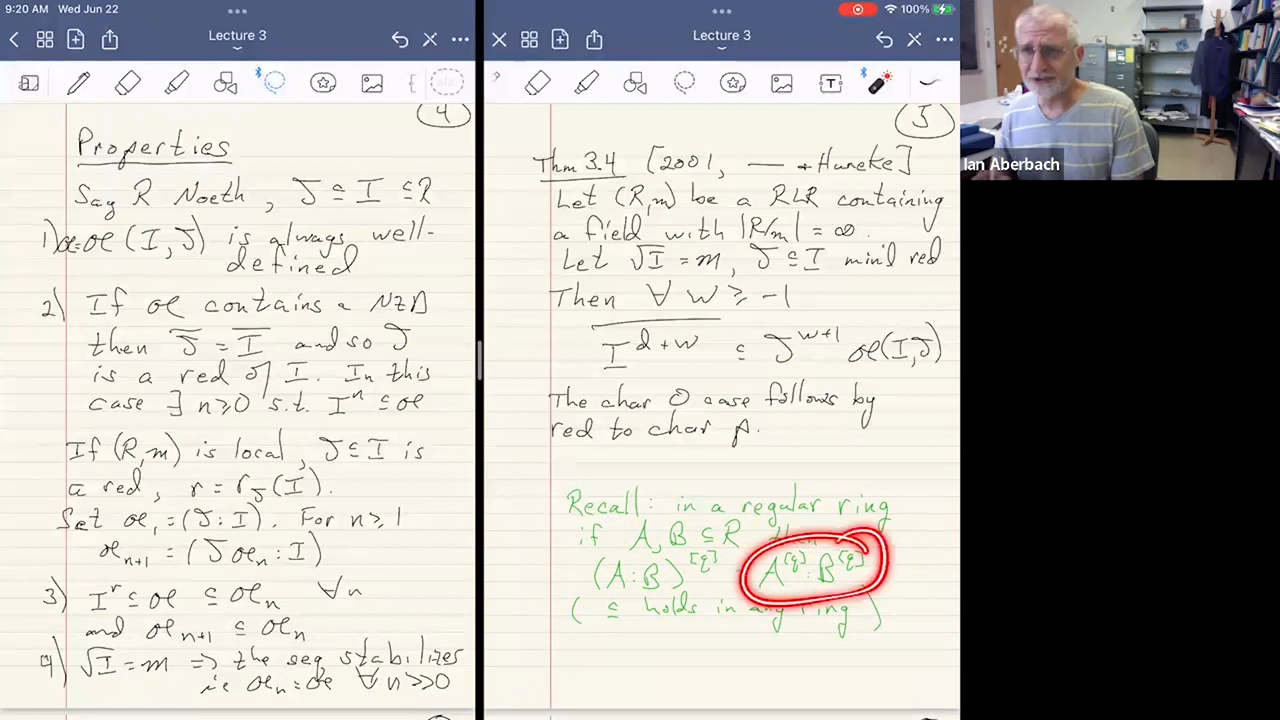 9:20 AM Wed Jun 22
100%
Lecture 3
Lecture 3
4
Properties
Say R Noeth, J ⊆ I ⊆ R
1) 𝔞 = 𝔞(I, J) is always well-
defined
2) If 𝔞 contains a NZD
then J̅ = I̅ and so J
is a red of I. In this
case ∃ n≥0 s.t. Iⁿ ⊆ 𝔞
If (R, m) is local, J ⊆ I is
a red, r = r_J(I).
Set 𝔞₁ = (J : I). For n ≥ 1
𝔞ₙ₊₁ = (J𝔞ₙ : I)
3) Iʳ ⊆ 𝔞 ⊆ 𝔞ₙ ∀n
and 𝔞ₙ₊₁ ⊆ 𝔞ₙ
4) √I = m ⇒ the seq stabilizes
ie 𝔞ₙ = 𝔞 ∀ n >> 0
5
Thm 3.4 [2001, — + Huneke]
Let (R, m) be a RLR containing
a field with |R/m| = ∞.
Let √I = m, J ⊆ I min'l red
Then ∀ w ≥ -1
I^{d+w} ⊆ J^{w+1} 𝔞(I, J)
The char 0 case follows by
red to char p.
Recall: in a regular ring
if A, B ⊆ R then
(A : B)^{[q]} A^{[q]} : B^{[q]}
( ⊆ holds in any ring )
Ian Aberbach